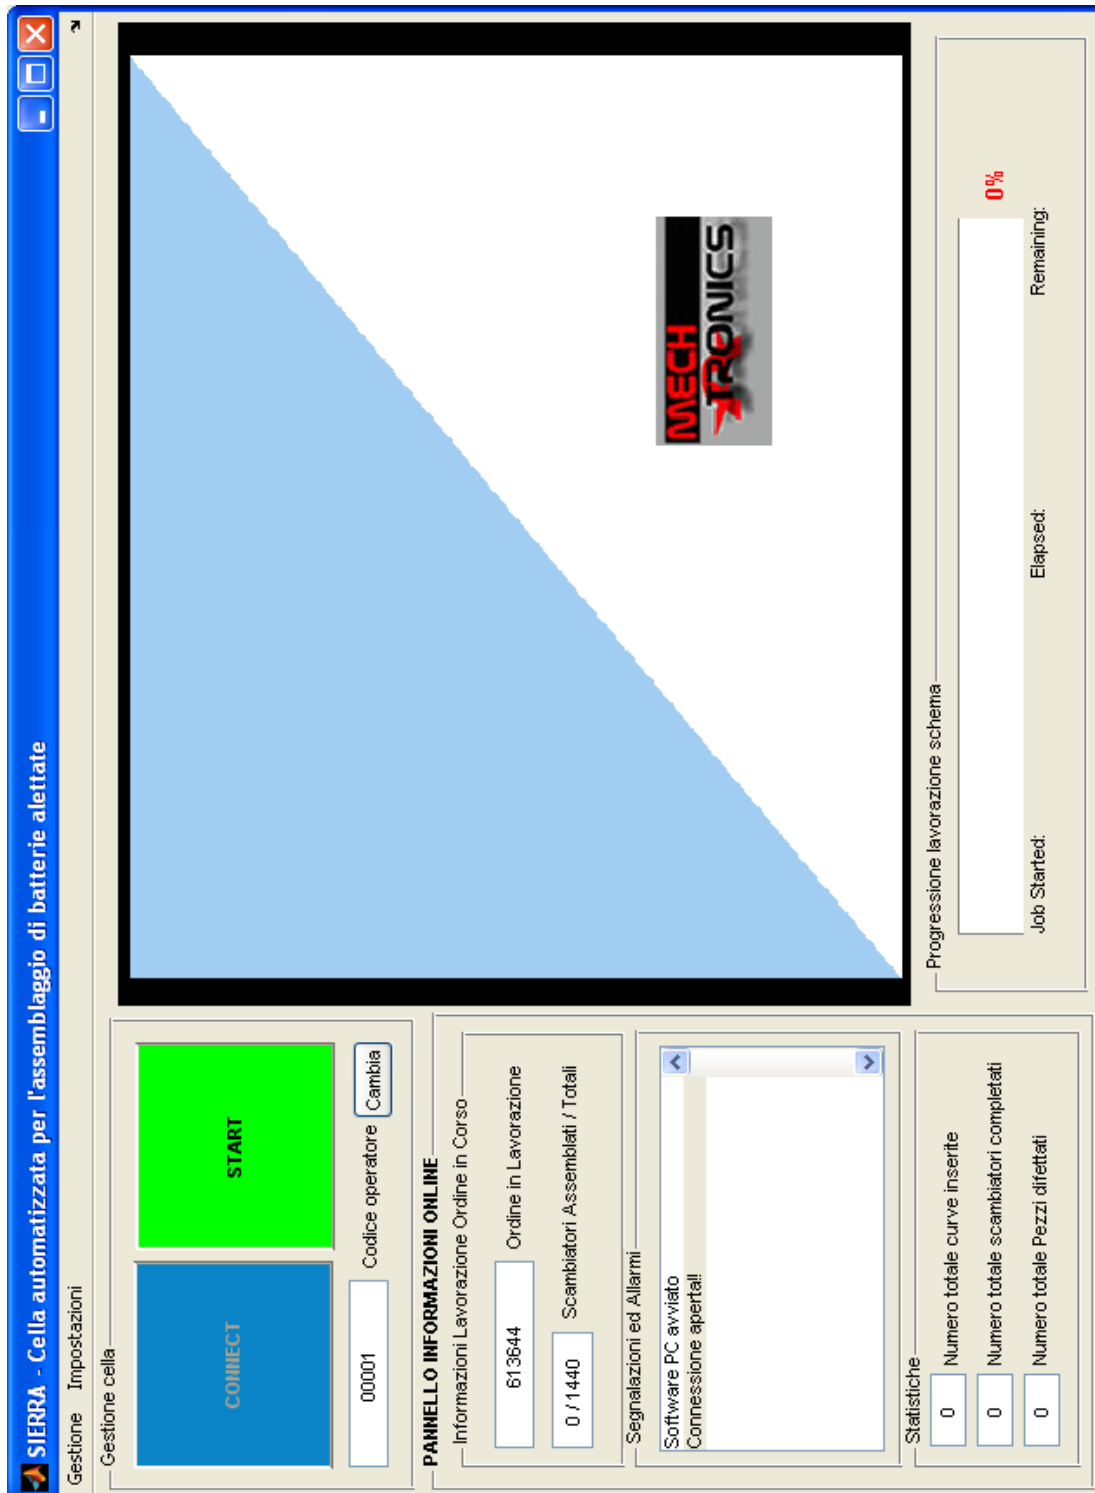 SIERRA - Cella automatizzata per l'assemblaggio di batterie alettate
Gestione Impostazioni
Gestione cella
CONNECT
START
00001
Codice operatore
Cambia
PANNELLO INFORMAZIONI ONLINE
Informazioni Lavorazione Ordine in Corso
613644
Ordine in Lavorazione
0 / 1440
Scambiatori Assemblati / Totali
Segnalazioni ed Allarmi
Software PC avviato
Connessione aperta!!
Statistiche
0 Numero totale curve inserite
0 Numero totale scambiatori completati
0 Numero totale Pezzi difettati
MECH
TRONICS
Progressione lavorazione schema
0%
Job Started:
Elapsed:
Remaining: